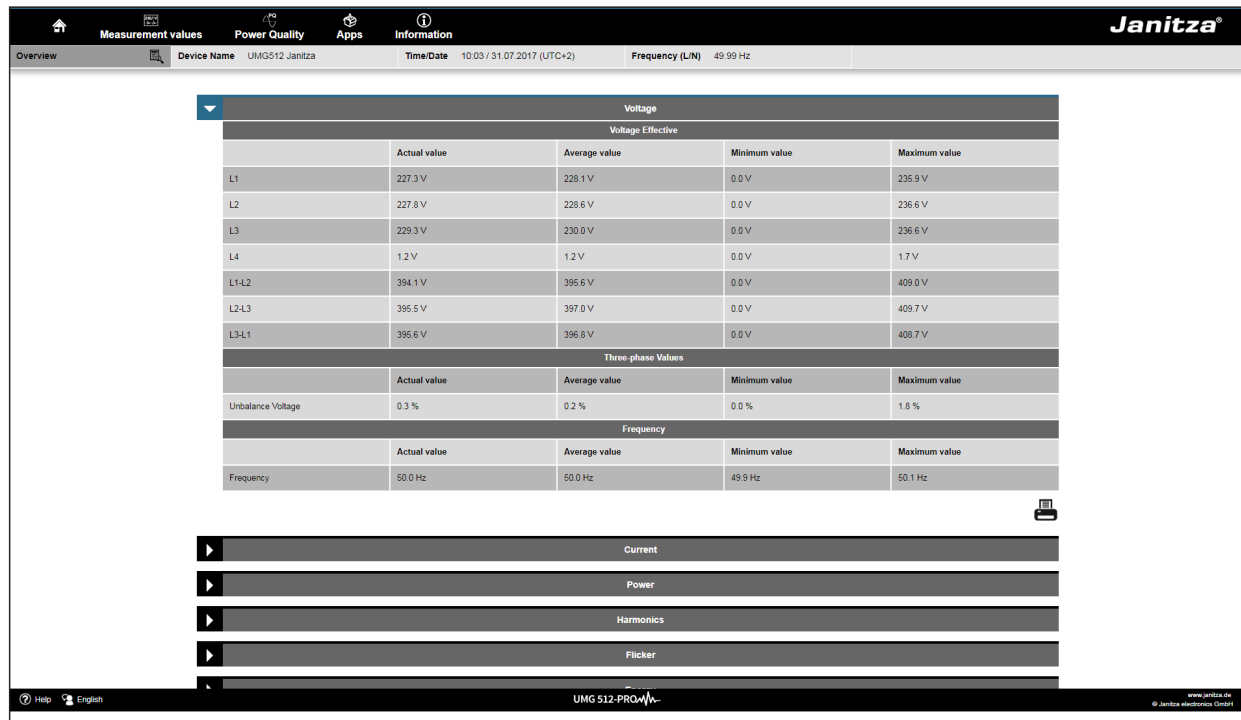 Measurement values Power Quality Apps Information Janitza®
Overview Device Name UMG512 Janitza Time/Date 10:03 / 31.07.2017 (UTC+2) Frequency (L/N) 49.99 Hz
Voltage
Voltage Effective
Actual value Average value Minimum value Maximum value
L1 227.3 V 228.1 V 0.0 V 235.9 V
L2 227.8 V 228.6 V 0.0 V 236.6 V
L3 229.3 V 230.0 V 0.0 V 236.6 V
L4 1.2 V 1.2 V 0.0 V 1.7 V
L1-L2 394.1 V 395.6 V 0.0 V 409.0 V
L2-L3 395.5 V 397.0 V 0.0 V 409.7 V
L3-L1 395.6 V 396.8 V 0.0 V 408.7 V
Three-phase Values
Actual value Average value Minimum value Maximum value
Unbalance Voltage 0.3 % 0.2 % 0.0 % 1.8 %
Frequency
Actual value Average value Minimum value Maximum value
Frequency 50.0 Hz 50.0 Hz 49.9 Hz 50.1 Hz
Current
Power
Harmonics
Flicker
Help English UMG 512-PRO www.janitza.de
© Janitza electronics GmbH